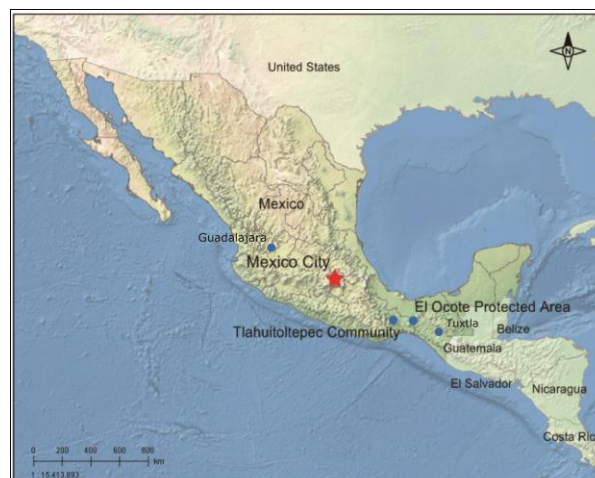 N
United States
Mexico
Guadalajara
Mexico City
El Ocote Protected Area
Tlahuitoltepec Community
Tuxtla
Belize
Guatemala
El Salvador
Nicaragua
Costa Ric
0 200 400 600 800
km
1 : 15,413,093